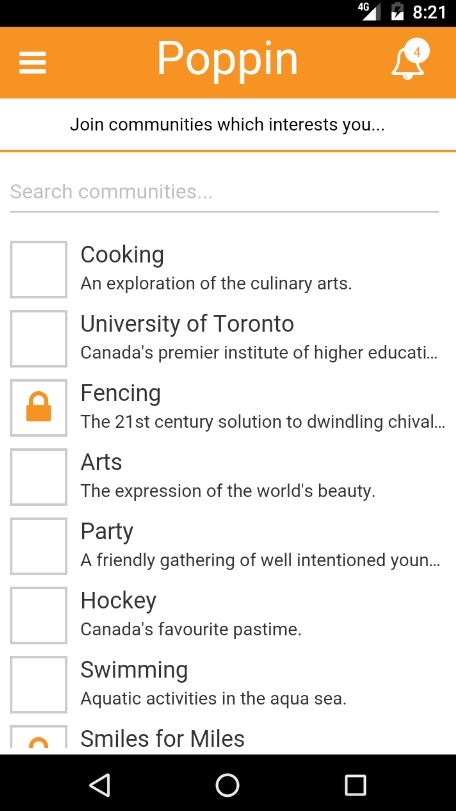 4G 8:21
Poppin
4
Join communities which interests you...
Search communities...
Cooking
An exploration of the culinary arts.
University of Toronto
Canada's premier institute of higher educati...
Fencing
The 21st century solution to dwindling chival...
Arts
The expression of the world's beauty.
Party
A friendly gathering of well intentioned youn...
Hockey
Canada's favourite pastime.
Swimming
Aquatic activities in the aqua sea.
Smiles for Miles